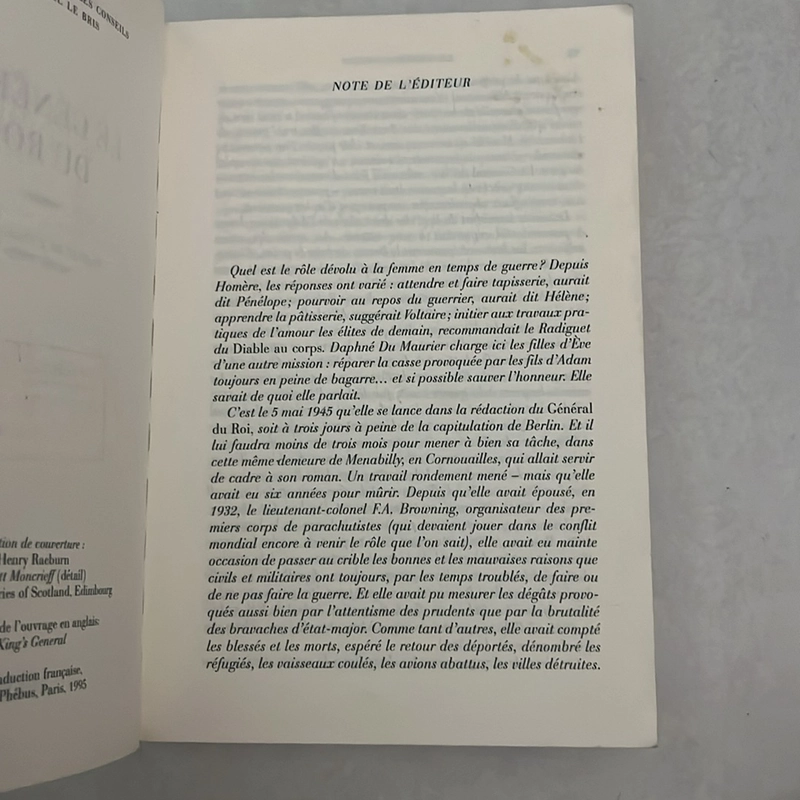 ES CONSEILS
LE BRIS
tion de couverture :
Henry Raeburn
tt Moncrieff (détail)
ries of Scotland, Edimbourg
de l'ouvrage en anglais:
King's General
duction française,
Phébus, Paris, 1995
NOTE DE L'ÉDITEUR
Quel est le rôle dévolu à la femme en temps de guerre? Depuis
Homère, les réponses ont varié : attendre et faire tapisserie, aurait
dit Pénélope; pourvoir au repos du guerrier, aurait dit Hélène;
apprendre la pâtisserie, suggérait Voltaire; initier aux travaux pra-
tiques de l'amour les élites de demain, recommandait le Radiguet
du Diable au corps. Daphné Du Maurier charge ici les filles d'Ève
d'une autre mission : réparer la casse provoquée par les fils d'Adam
toujours en peine de bagarre... et si possible sauver l'honneur. Elle
savait de quoi elle parlait.
C'est le 5 mai 1945 qu'elle se lance dans la rédaction du Général
du Roi, soit à trois jours à peine de la capitulation de Berlin. Et il
lui faudra moins de trois mois pour mener à bien sa tâche, dans
cette même demeure de Menabilly, en Cornouailles, qui allait servir
de cadre à son roman. Un travail rondement mené – mais qu'elle
avait eu six années pour mûrir. Depuis qu'elle avait épousé, en
1932, le lieutenant-colonel F.A. Browning, organisateur des pre-
miers corps de parachutistes (qui devaient jouer dans le conflit
mondial encore à venir le rôle que l'on sait), elle avait eu mainte
occasion de passer au crible les bonnes et les mauvaises raisons que
civils et militaires ont toujours, par les temps troublés, de faire ou
de ne pas faire la guerre. Et elle avait pu mesurer les dégâts provo-
qués aussi bien par l'attentisme des prudents que par la brutalité
des bravaches d'état-major. Comme tant d'autres, elle avait compté
les blessés et les morts, espéré le retour des déportés, dénombré les
réfugiés, les vaisseaux coulés, les avions abattus, les villes détruites.